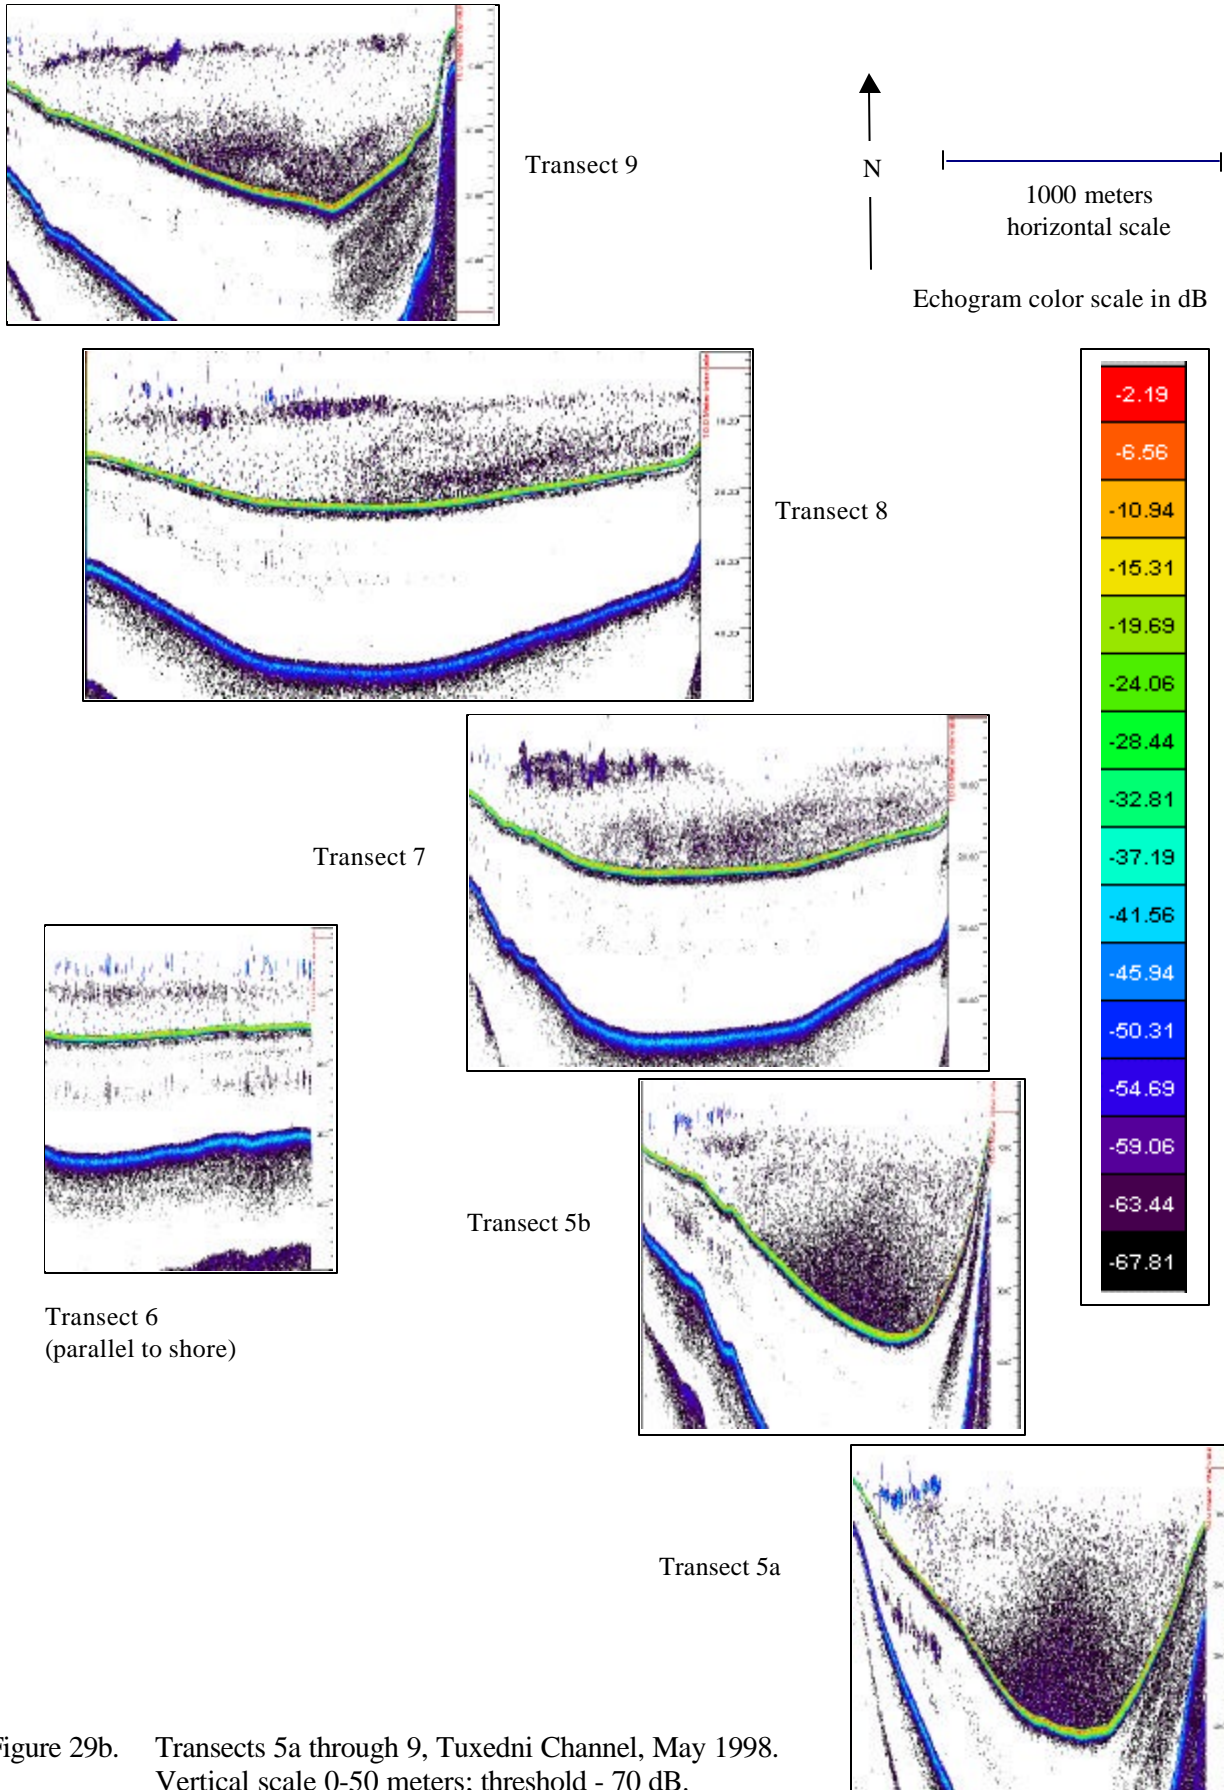 Transect 9
N
1000 meters
horizontal scale
Echogram color scale in dB
Transect 8
-2.19
-6.56
-10.94
-15.31
-19.69
-24.06
-28.44
-32.81
-37.19
-41.56
-45.94
-50.31
-54.69
-59.06
-63.44
-67.81
Transect 7
Transect 5b
Transect 6
(parallel to shore)
Transect 5a
igure 29b. Transects 5a through 9, Tuxedni Channel, May 1998.
Vertical scale 0-50 meters; threshold - 70 dB.